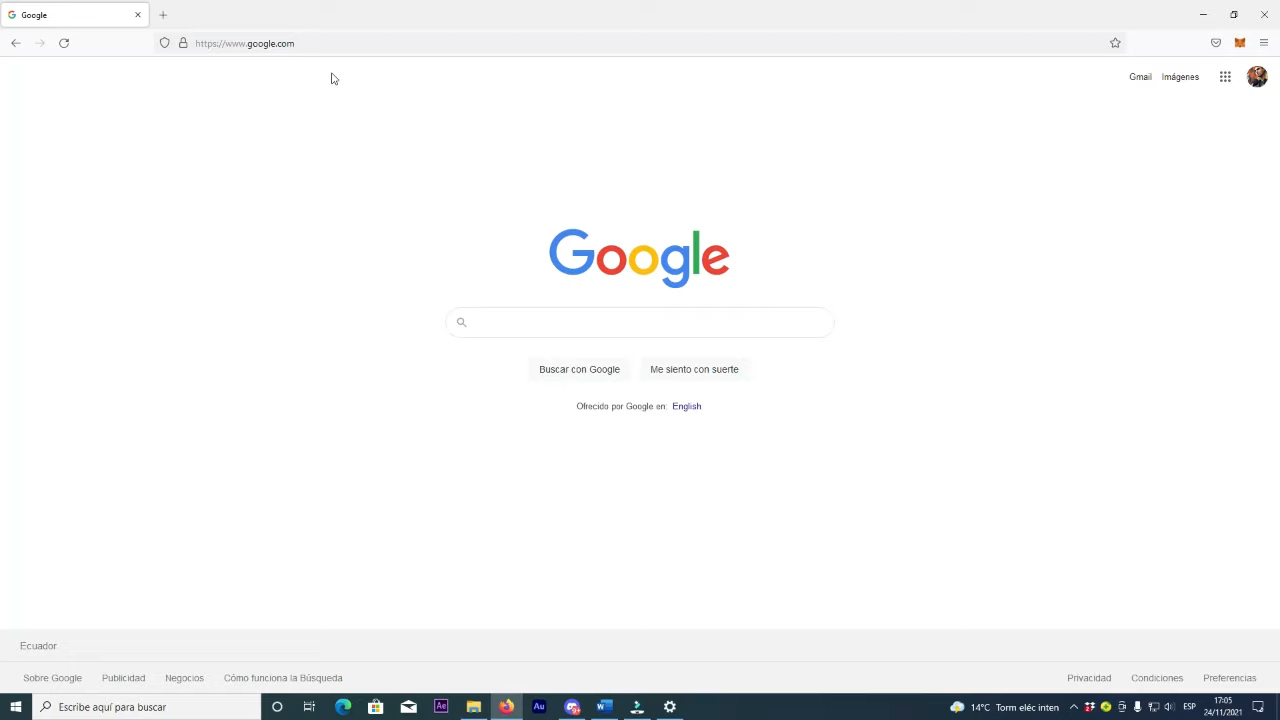 Google
https://www.google.com
Gmail Imágenes
Google
Buscar con Google Me siento con suerte
Ofrecido por Google en: English
Ecuador
Sobre Google Publicidad Negocios Cómo funciona la Búsqueda Privacidad Condiciones Preferencias
Escribe aquí para buscar
Ae
Au
W
14°C Torm eléc inten
ESP
17:05
24/11/2021